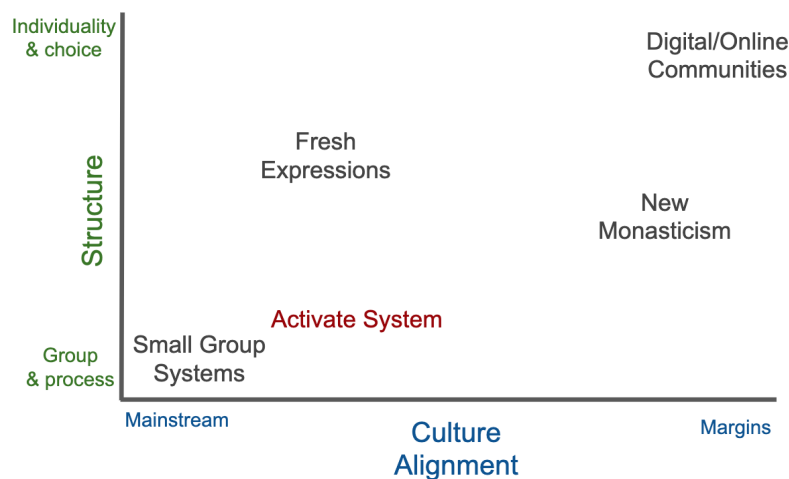 Individuality
& choice
Digital/Online
Communities
Fresh
Expressions
Structure
New
Monasticism
Activate System
Small Group
Systems
Group
& process
Mainstream
Culture
Alignment
Margins